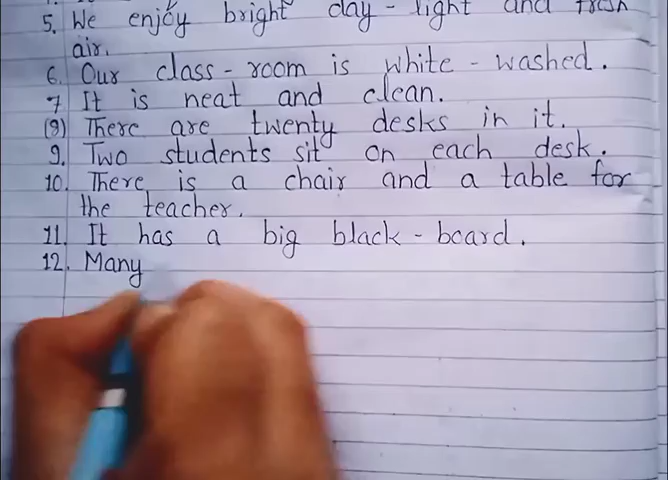 5. We enjoy bright day - light and fresh
air.
6. Our class - room is white - washed.
7 It is neat and clean.
(8) There are twenty desks in it.
9. Two students sit on each desk.
10. There is a chair and a table for
the teacher.
11. It has a big black - board.
12. Many